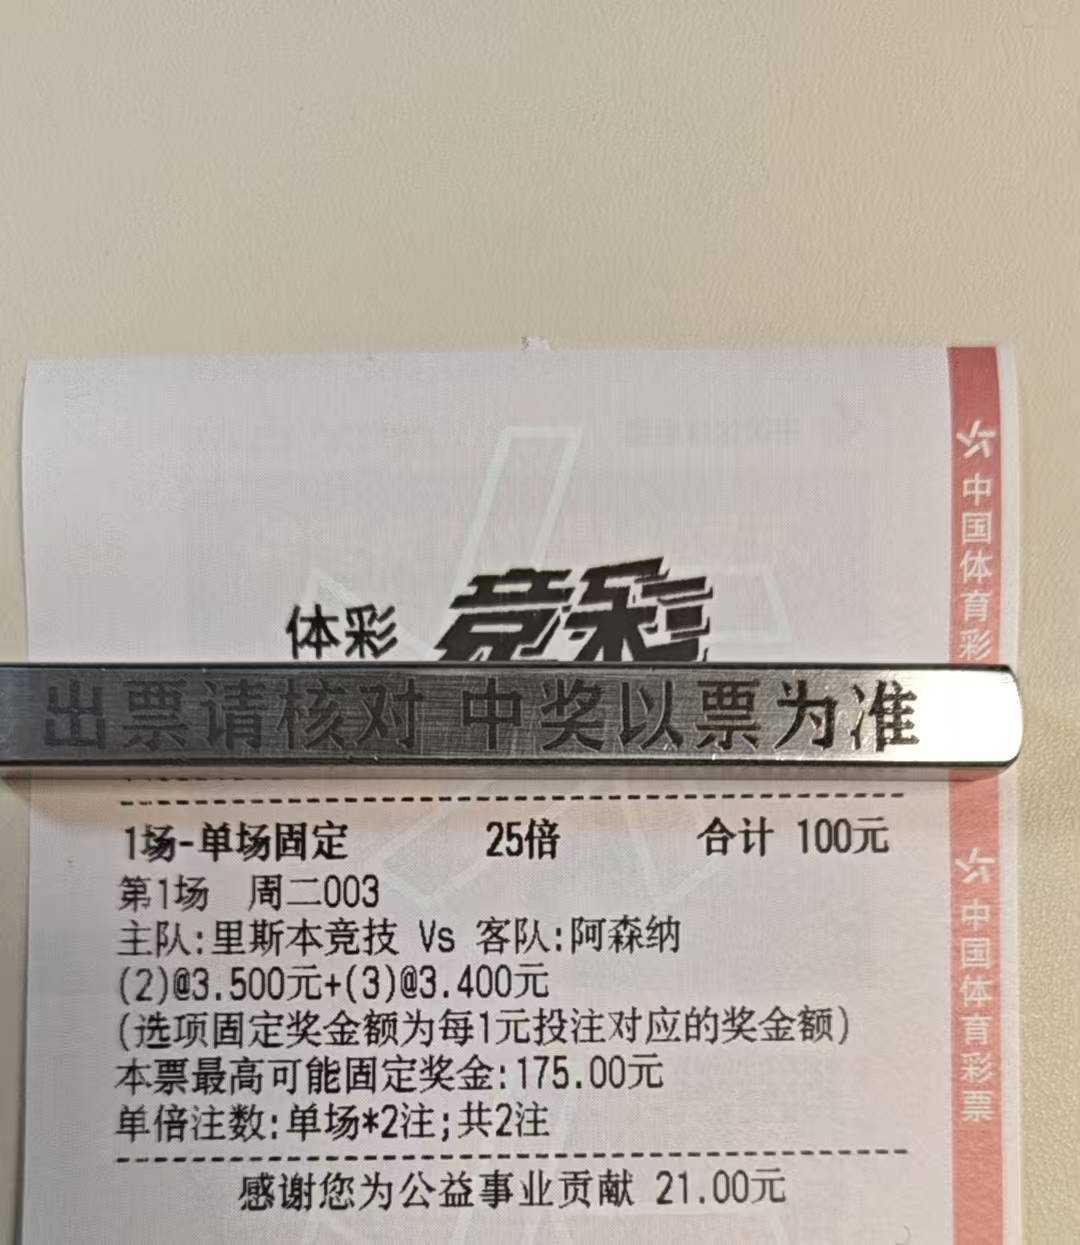 体彩 竞彩
出票请核对 中奖以票为准
1场-单场固定 25倍 合计 100元
第1场 周二003
主队:里斯本竞技 Vs 客队:阿森纳
(2)@3.500元+(3)@3.400元
(选项固定奖金额为每1元投注对应的奖金额)
本票最高可能固定奖金:175.00元
单倍注数:单场*2注;共2注
感谢您为公益事业贡献 21.00元
中国体育彩
中国体育彩票